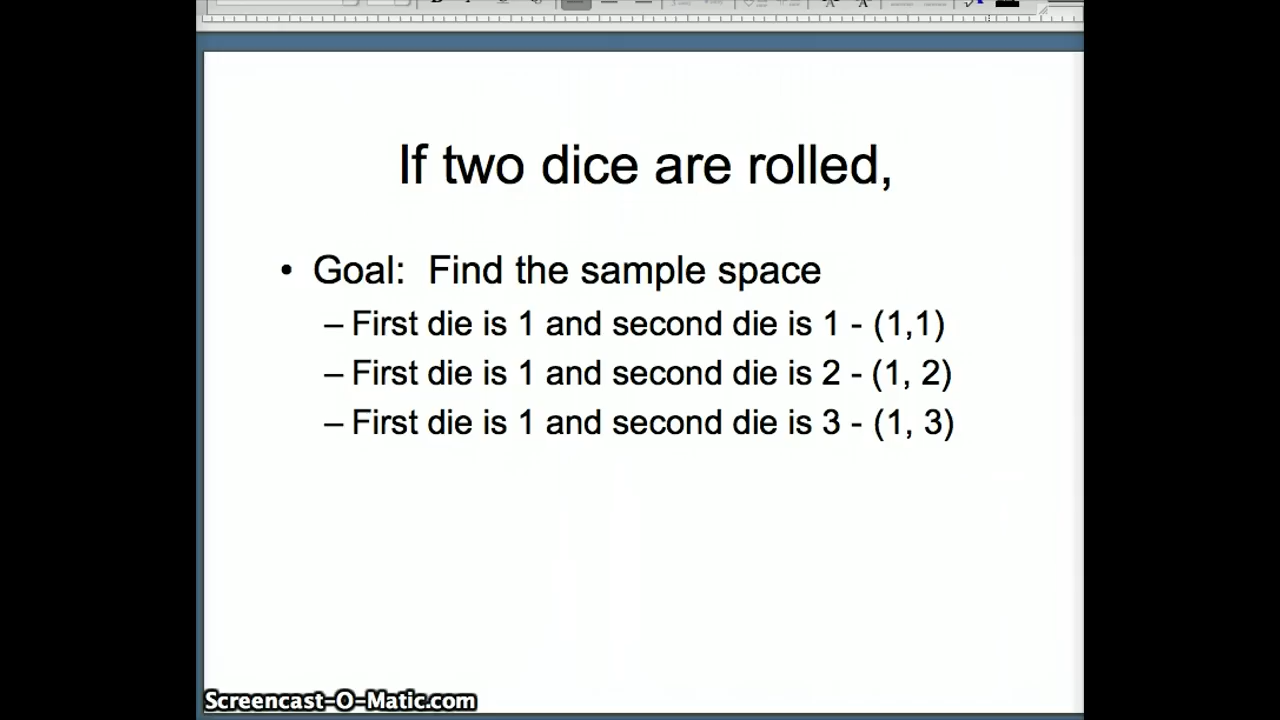 If two dice are rolled,
• Goal: Find the sample space
– First die is 1 and second die is 1 - (1,1)
– First die is 1 and second die is 2 - (1, 2)
– First die is 1 and second die is 3 - (1, 3)
Screencast-O-Matic.com